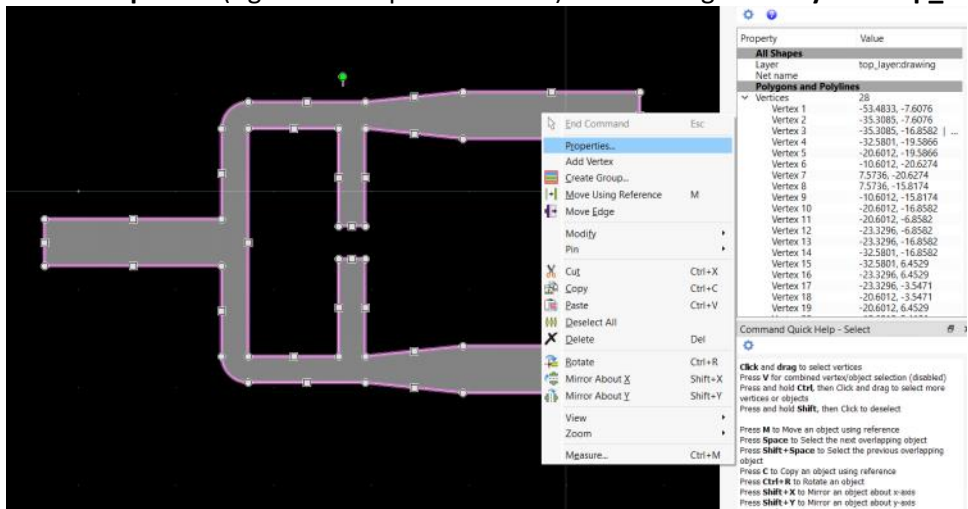 End Command Esc
Properties...
Add Vertex
Create Group...
Move Using Reference M
Move Edge
Modify
Pin
Cut Ctrl+X
Copy Ctrl+C
Paste Ctrl+V
Deselect All
Delete Del
Rotate Ctrl+R
Mirror About X Shift+X
Mirror About Y Shift+Y
View
Zoom
Measure... Ctrl+M
Property Value
All Shapes
Layer top_layer:drawing
Net name
Polygons and Polylines
Vertices 28
Vertex 1 -53.4833, -7.6076
Vertex 2 -35.3085, -7.6076
Vertex 3 -35.3085, -16.8582 | ...
Vertex 4 -32.5801, -19.5866
Vertex 5 -20.6012, -19.5866
Vertex 6 -10.6012, -20.6274
Vertex 7 7.5736, -20.6274
Vertex 8 7.5736, -15.8174
Vertex 9 -10.6012, -15.8174
Vertex 10 -20.6012, -16.8582
Vertex 11 -20.6012, -6.8582
Vertex 12 -23.3296, -6.8582
Vertex 13 -23.3296, -16.8582
Vertex 14 -32.5801, -16.8582
Vertex 15 -32.5801, 6.4529
Vertex 16 -23.3296, 6.4529
Vertex 17 -23.3296, -3.5471
Vertex 18 -20.6012, -3.5471
Vertex 19 -20.6012, 6.4529
Command Quick Help - Select
Click and drag to select vertices
Press V for combined vertex/object selection (disabled)
Press and hold Ctrl, then Click and drag to select more
vertices or objects
Press and hold Shift, then Click to deselect
Press M to Move an object using reference
Press Space to Select the next overlapping object
Press Shift+Space to Select the previous overlapping
object
Press C to Copy an object using reference
Press Ctrl+R to Rotate an object
Press Shift+X to Mirror an object about x-axis
Press Shift+Y to Mirror an object about y-axis